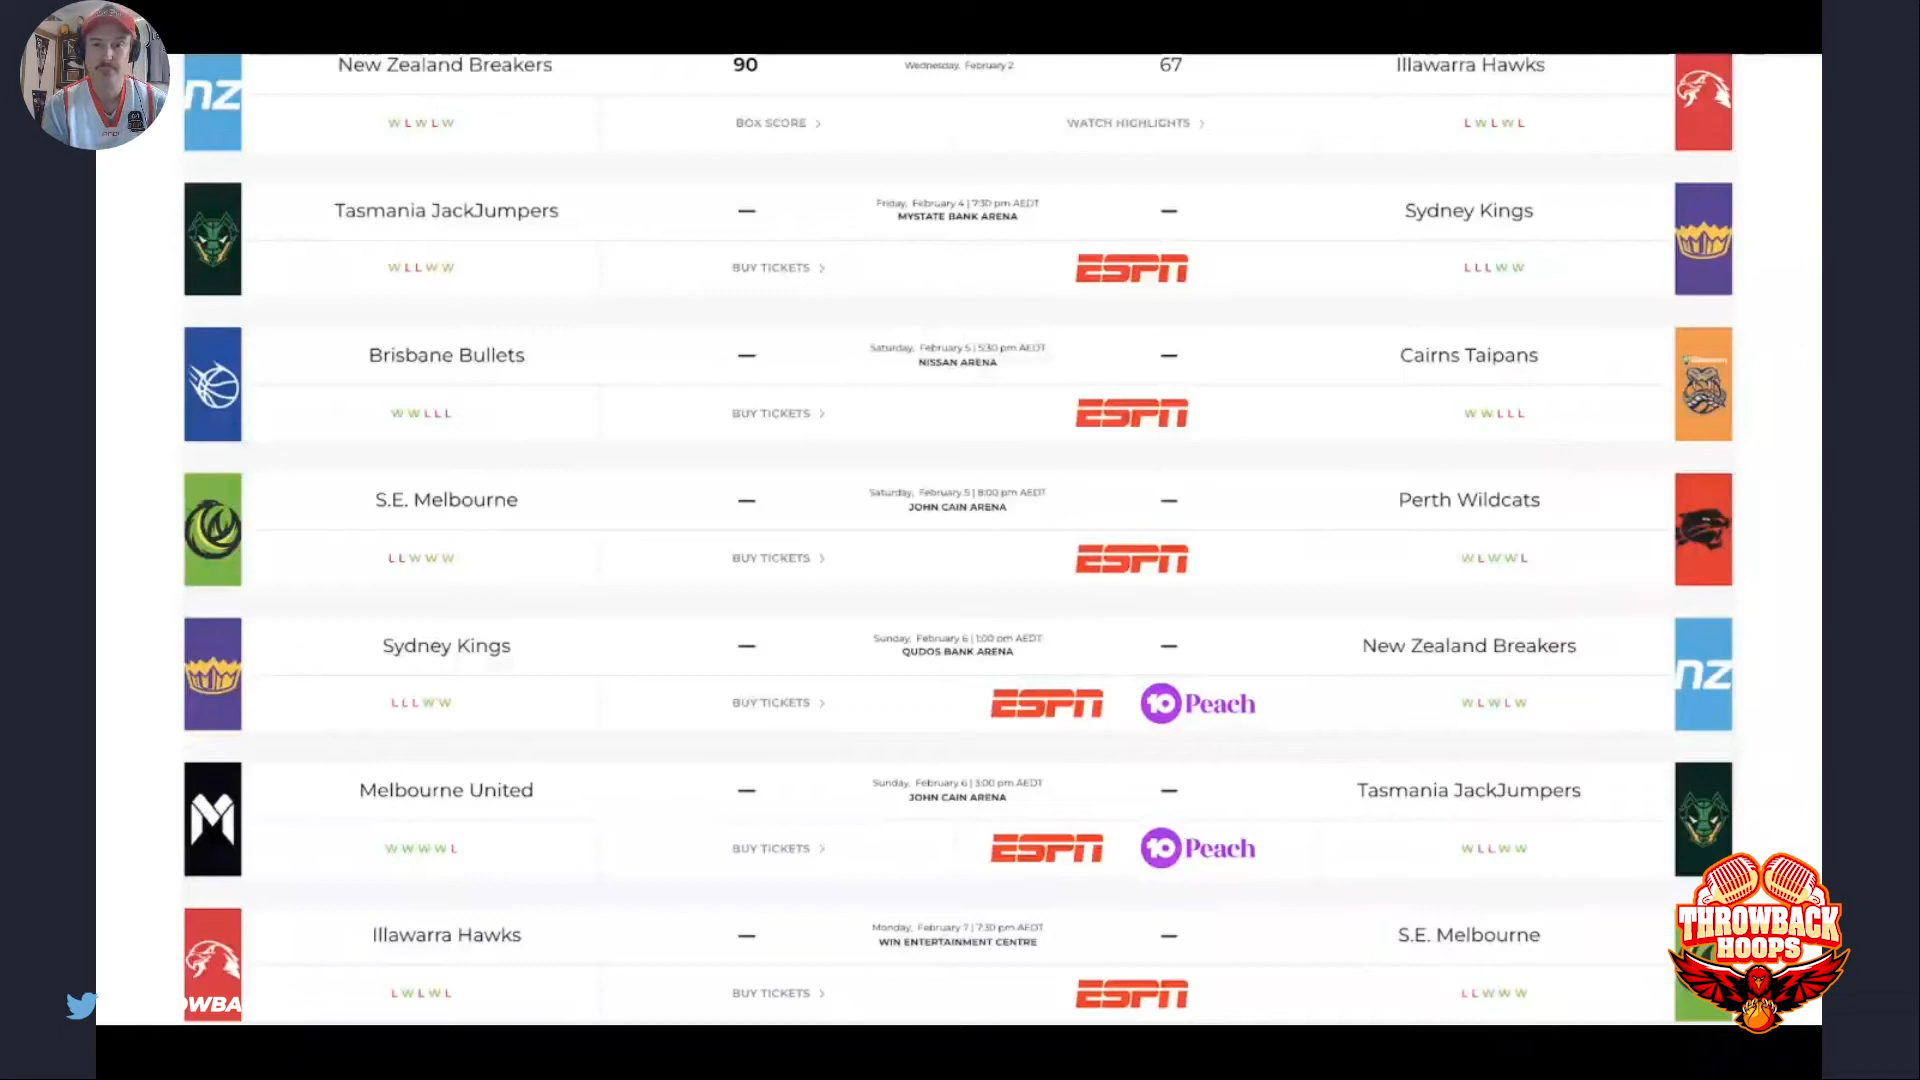 New Zealand Breakers 90 Wednesday, February 2 67 Illawarra Hawks
nz
W L W L W BOX SCORE > WATCH HIGHLIGHTS > L W L W L
Tasmania JackJumpers — Friday, February 4 | 7:30 pm AEDT — Sydney Kings
MYSTATE BANK ARENA
W L L W W BUY TICKETS > ESPN L L L W W
Brisbane Bullets — Saturday, February 5 | 5:30 pm AEDT — Cairns Taipans
NISSAN ARENA
W W L L L BUY TICKETS > ESPN W W L L L
S.E. Melbourne — Saturday, February 5 | 8:00 pm AEDT — Perth Wildcats
JOHN CAIN ARENA
L L W W W BUY TICKETS > ESPN W L W W L
Sydney Kings — Sunday, February 6 | 1:00 pm AEDT — New Zealand Breakers
QUDOS BANK ARENA
nz
L L L W W BUY TICKETS > ESPN 10 Peach W L W L W
Melbourne United — Sunday, February 6 | 3:00 pm AEDT — Tasmania JackJumpers
JOHN CAIN ARENA
M
W W W W L BUY TICKETS > ESPN 10 Peach W L L W W
Illawarra Hawks — Monday, February 7 | 7:30 pm AEDT — S.E. Melbourne
WIN ENTERTAINMENT CENTRE
L W L W L BUY TICKETS > ESPN L L W W W
THROWBACK
HOOPS
OWBA